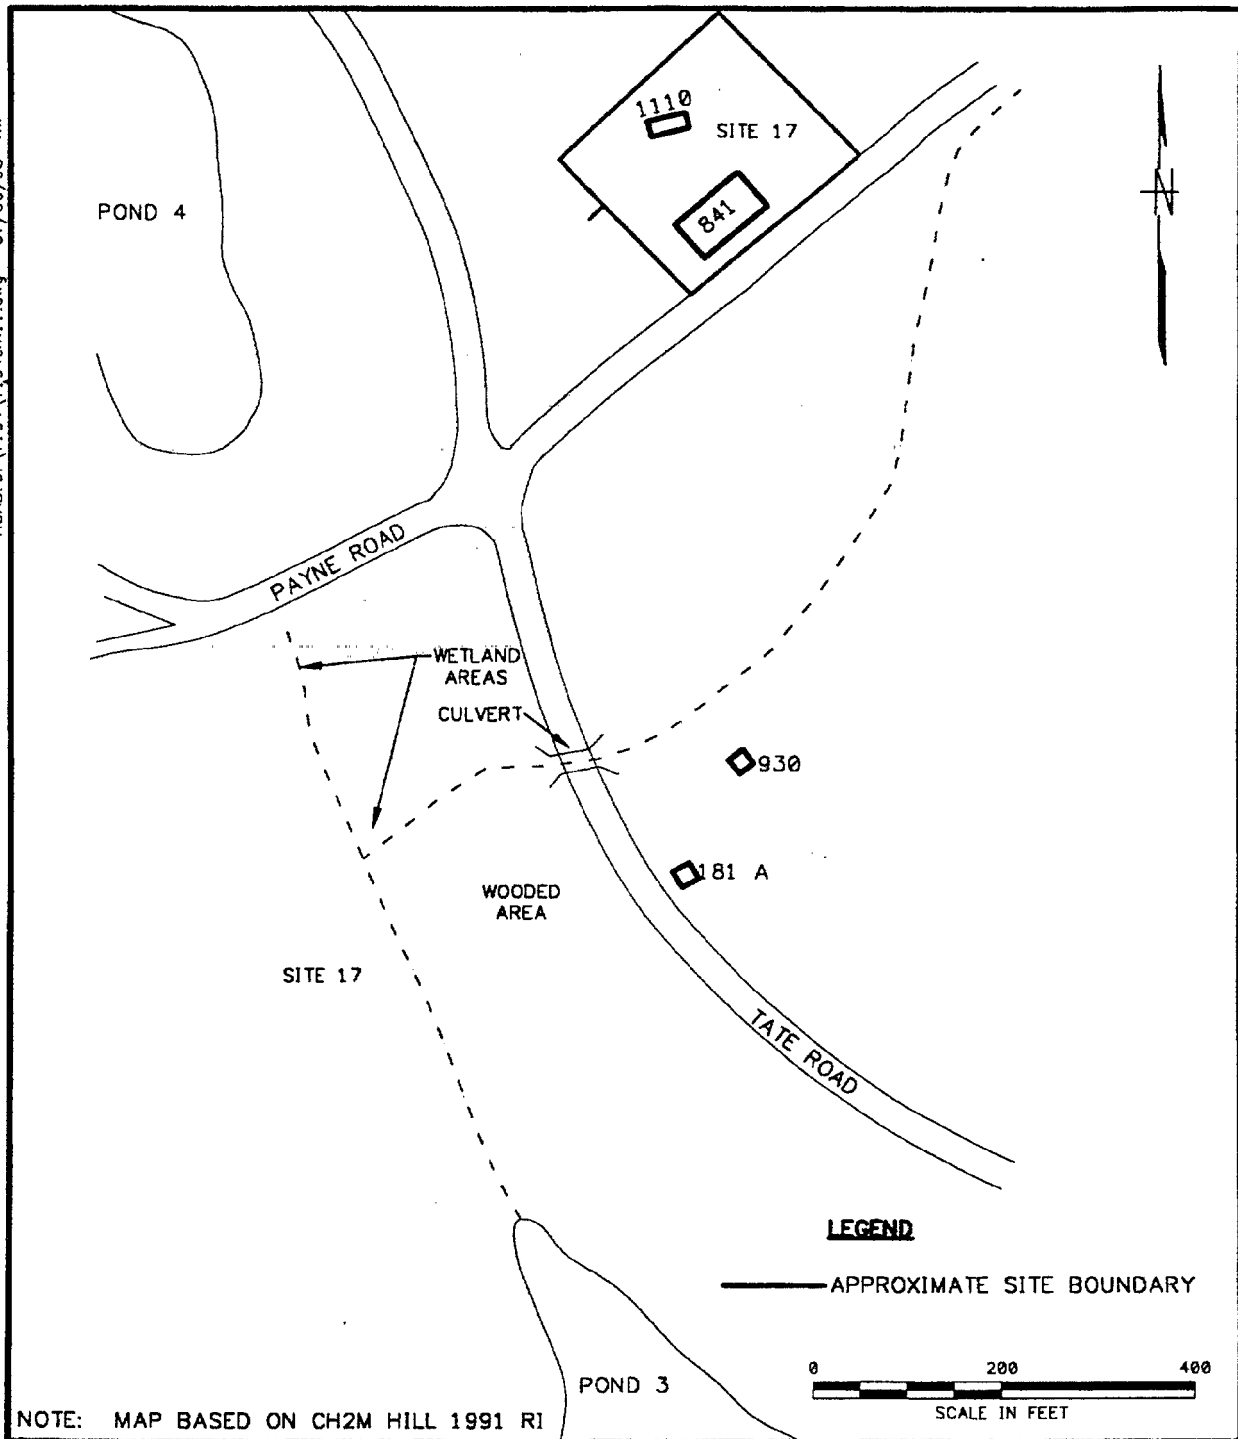 1110
SITE 17
841
POND 4
N
PAYNE ROAD
WETLAND
AREAS
CULVERT
930
181 A
WOODED
AREA
SITE 17
TATE ROAD
LEGEND
APPROXIMATE SITE BOUNDARY
0 200 400
SCALE IN FEET
POND 3
NOTE: MAP BASED ON CH2M HILL 1991 RI